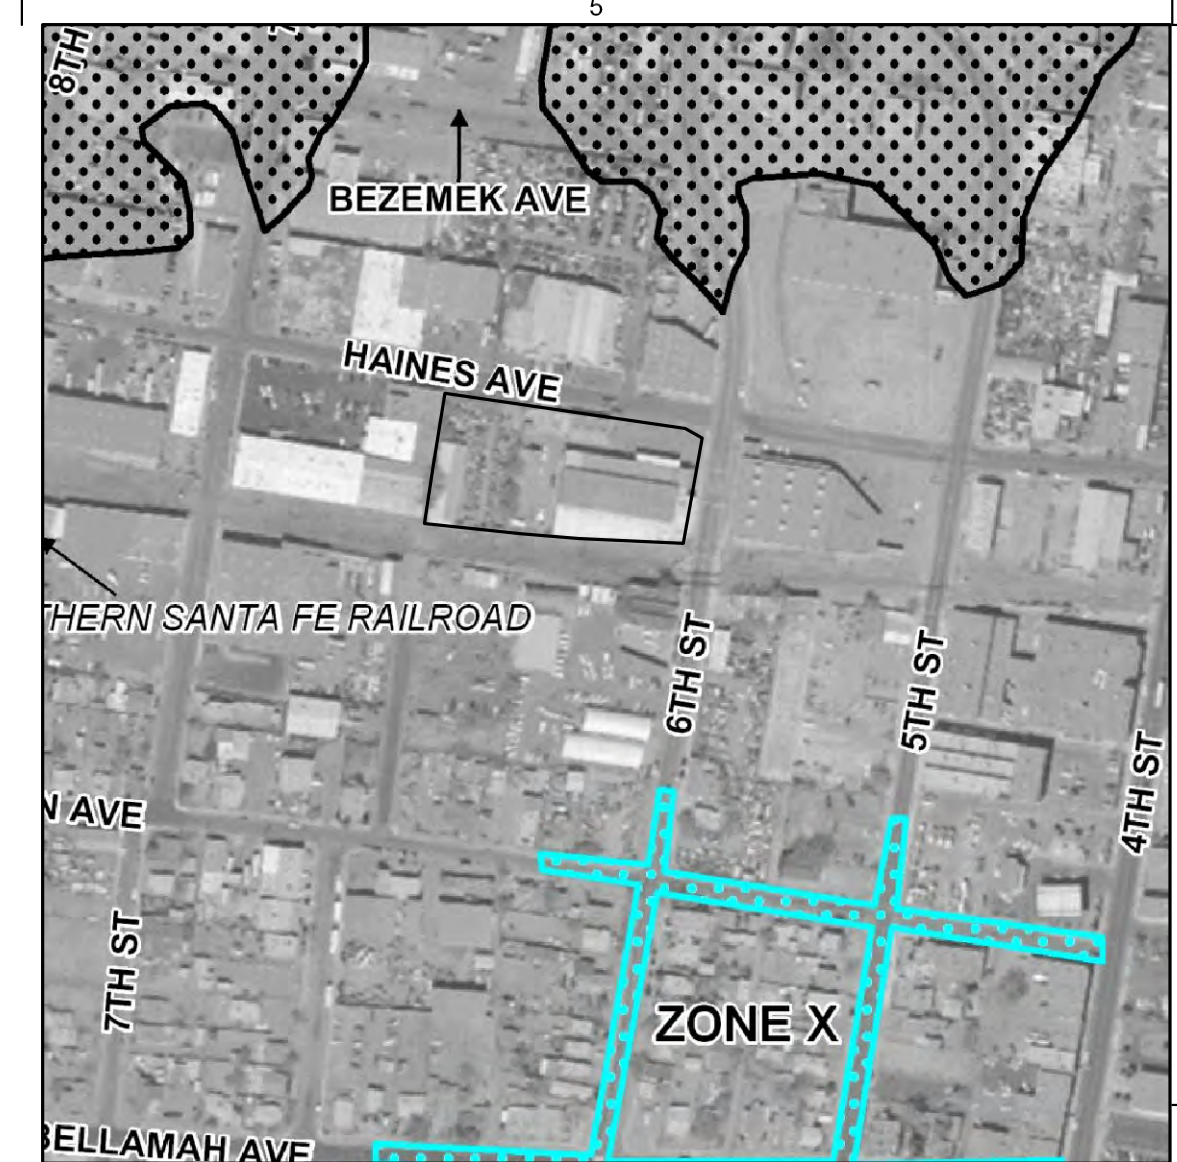 5
8TH
7
BEZEMEK AVE
HAINES AVE
THERN SANTA FE RAILROAD
6TH ST
5TH ST
4TH ST
N AVE
7TH ST
ZONE X
BELLAMAH AVE